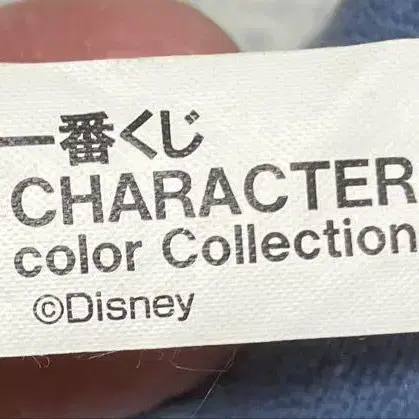 一番くじ
CHARACTER
color Collection
©Disney